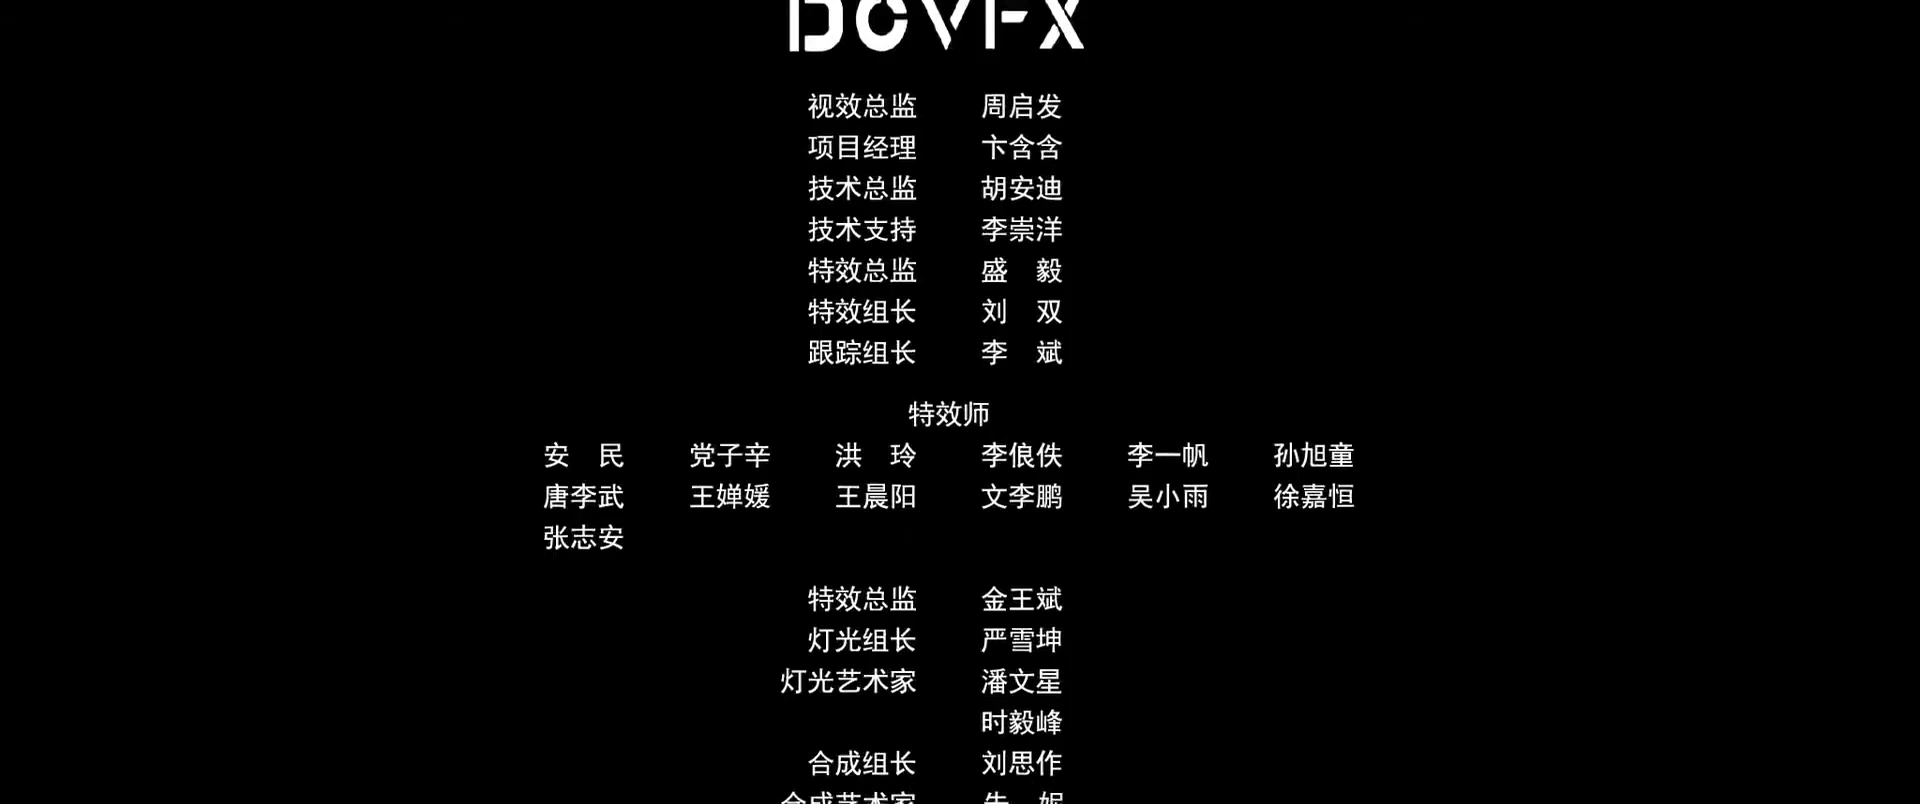 DCVFX
视效总监 周启发
项目经理 卞含含
技术总监 胡安迪
技术支持 李崇洋
特效总监 盛 毅
特效组长 刘 双
跟踪组长 李 斌
特效师
安 民 党子辛 洪 玲 李俍佚 李一帆 孙旭童
唐李武 王婵媛 王晨阳 文李鹏 吴小雨 徐嘉恒
张志安
特效总监 金王斌
灯光组长 严雪坤
灯光艺术家 潘文星
时毅峰
合成组长 刘思作
合成艺术家